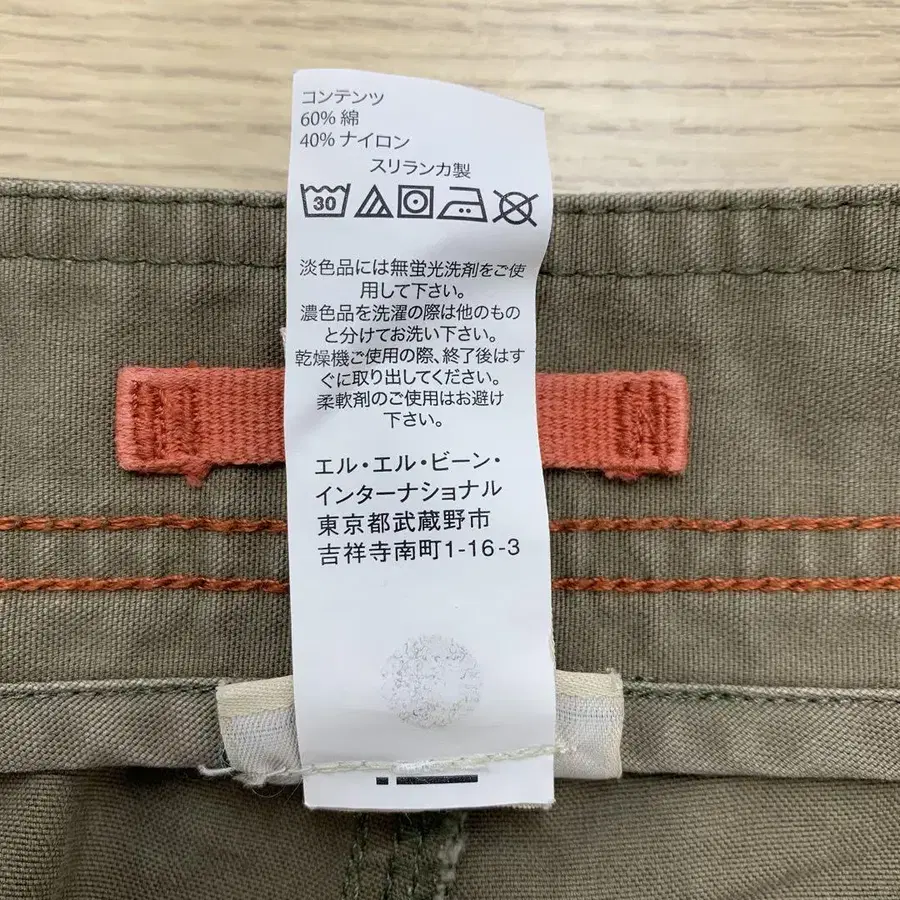 コンテンツ
60% 綿
40% ナイロン
スリランカ製
30
淡色品には無蛍光洗剤をご使
用して下さい。
濃色品を洗濯の際は他のもの
と分けてお洗い下さい。
乾燥機ご使用の際、終了後はす
ぐに取り出してください。
柔軟剤のご使用はお避け
下さい。
エル・エル・ビーン・
インターナショナル
東京都武蔵野市
吉祥寺南町1-16-3